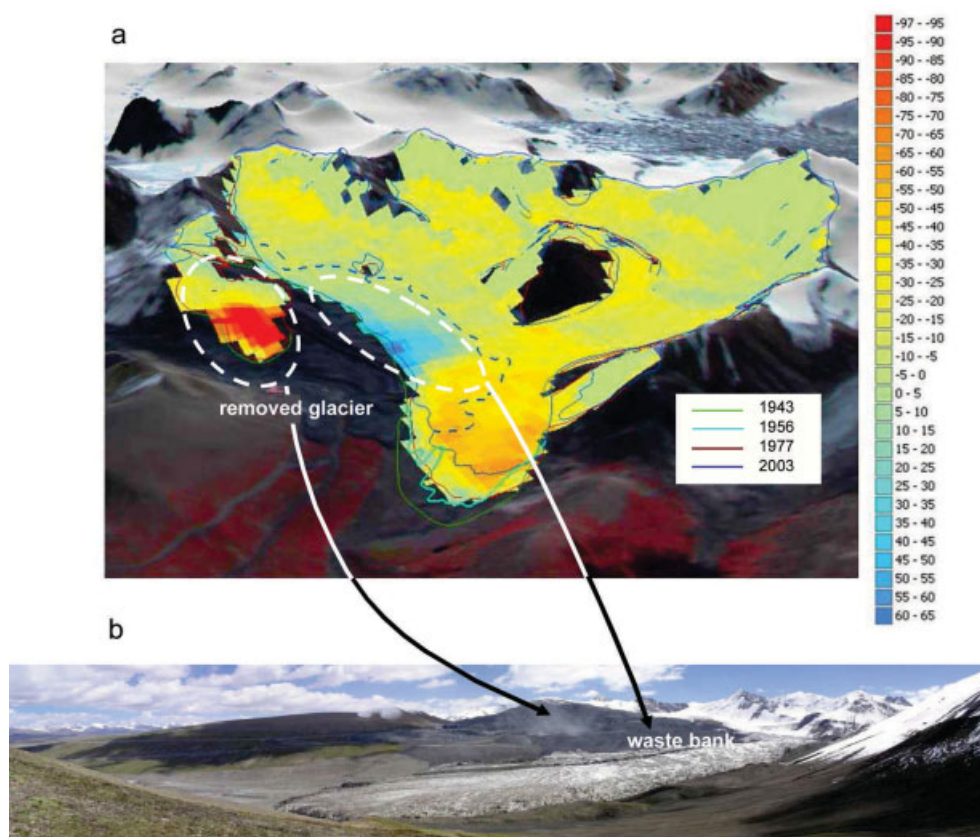 a
-97 - -95
-95 - -90
-90 - -85
-85 - -80
-80 - -75
-75 - -70
-70 - -65
-65 - -60
-60 - -55
-55 - -50
-50 - -45
-45 - -40
-40 - -35
-35 - -30
-30 - -25
-25 - -20
-20 - -15
-15 - -10
-10 - -5
-5 - 0
0 - 5
5 - 10
10 - 15
15 - 20
20 - 25
25 - 30
30 - 35
35 - 40
40 - 45
45 - 50
50 - 55
55 - 60
60 - 65
removed glacier
1943
1956
1977
2003
b
waste bank